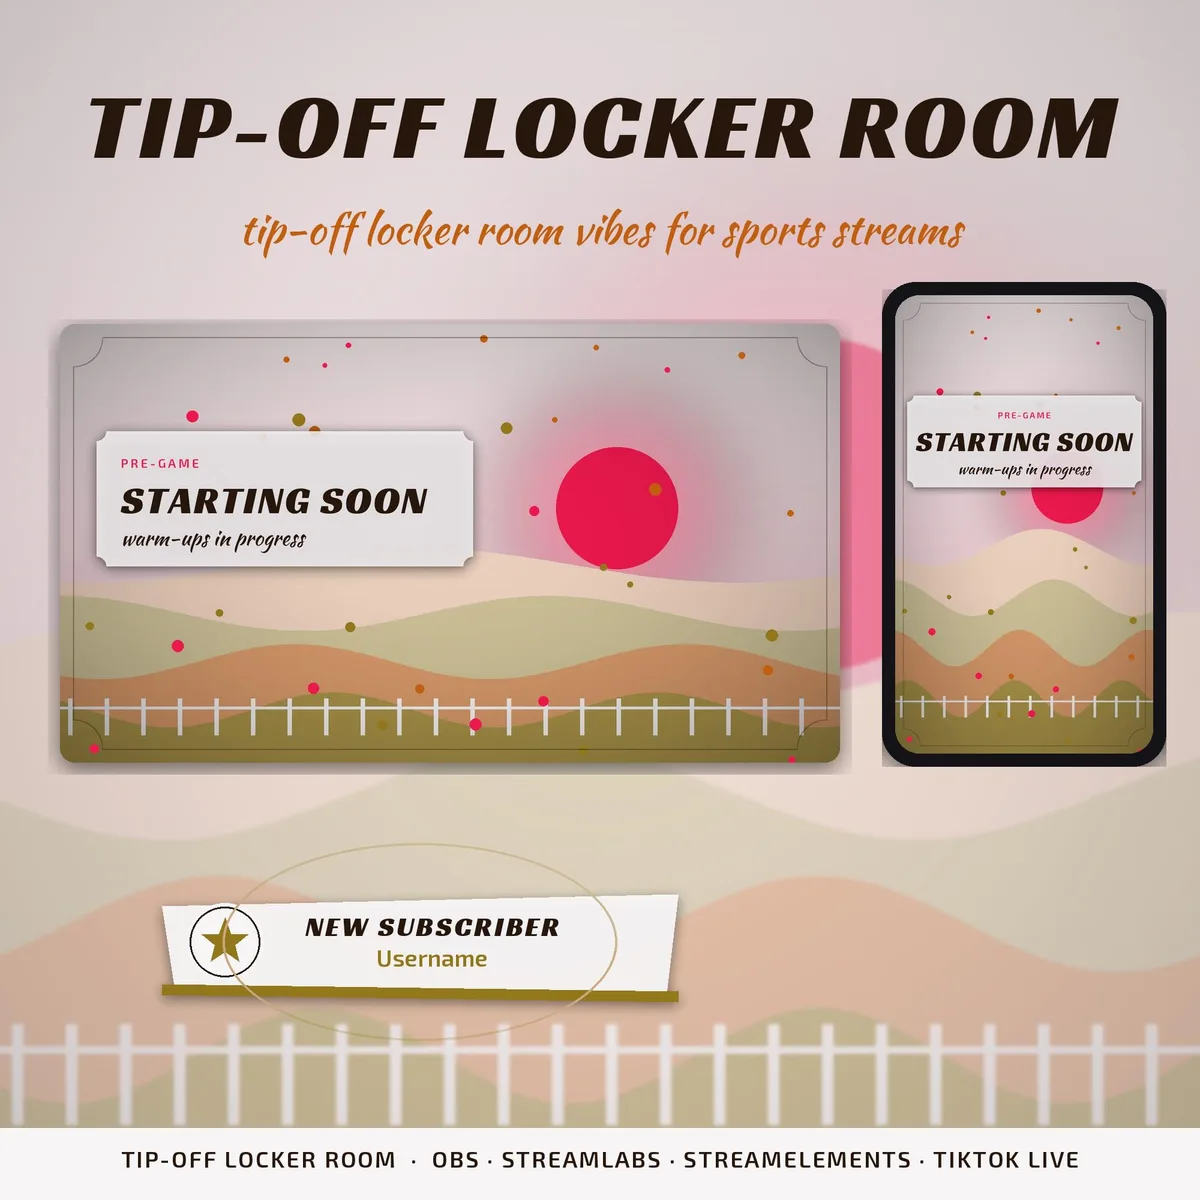 TIP-OFF LOCKER ROOM
tip-off locker room vibes for sports streams
PRE-GAME
STARTING SOON
warm-ups in progress
PRE-GAME
STARTING SOON
warm-ups in progress
NEW SUBSCRIBER
Username
TIP-OFF LOCKER ROOM · OBS · STREAMLABS · STREAMELEMENTS · TIKTOK LIVE